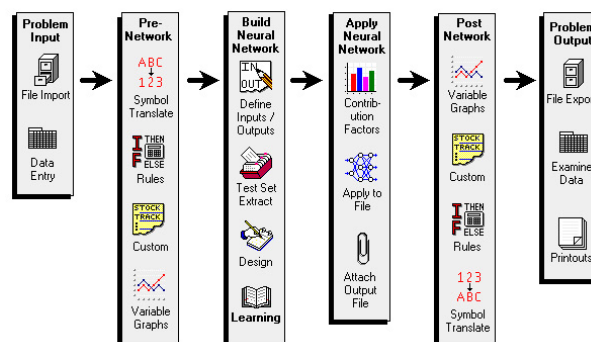 Problem
Input
File Import
Data
Entry
Pre-
Network
ABC
123
Symbol
Translate
IF THEN
ELSE
Rules
STOCK
TRACK
Custom
Variable
Graphs
Build
Neural
Network
IN
OUT
Define
Inputs /
Outputs
Test Set
Extract
Design
Learning
Apply
Neural
Network
Contrib-
ution
Factors
Apply to
File
Attach
Output
File
Post
Network
Variable
Graphs
STOCK
TRACK
Custom
IF THEN
ELSE
Rules
123
ABC
Symbol
Translate
Problem
Output
File Export
Examine
Data
Printouts